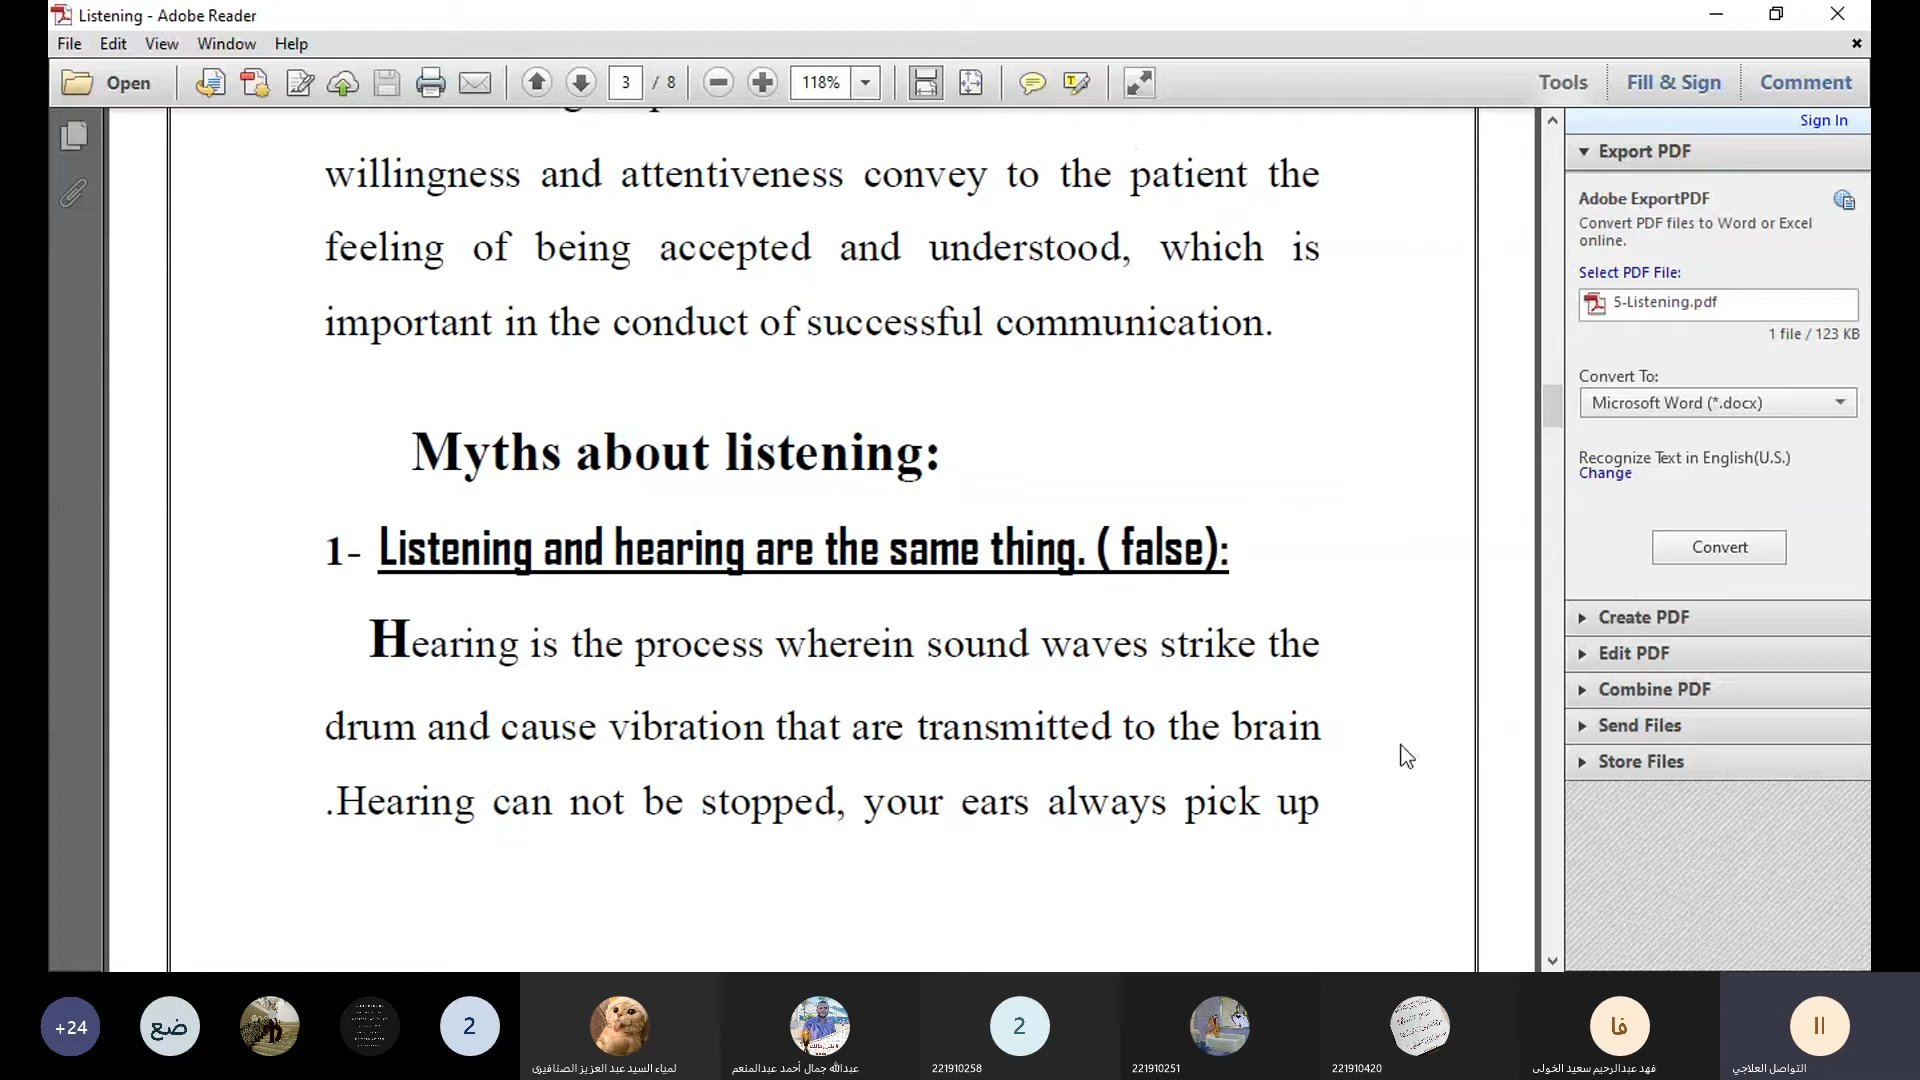 Listening - Adobe Reader
File Edit View Window Help
Open 3 / 8 118% Tools Fill & Sign Comment
Sign In
willingness and attentiveness convey to the patient the
feeling of being accepted and understood, which is
important in the conduct of successful communication.
Myths about listening:
1- Listening and hearing are the same thing. ( false):
Hearing is the process wherein sound waves strike the
drum and cause vibration that are transmitted to the brain
.Hearing can not be stopped, your ears always pick up
Export PDF
Adobe ExportPDF
Convert PDF files to Word or Excel
online.
Select PDF File:
5-Listening.pdf
1 file / 123 KB
Convert To:
Microsoft Word (*.docx)
Recognize Text in English(U.S.)
Change
Convert
Create PDF
Edit PDF
Combine PDF
Send Files
Store Files
+24 ضع 2 2 فا اا
لمياء السيد عبد العزيز الصنافيرى
عبدالله جمال أحمد عبدالمنعم
221910258
221910251
221910420
فهد عبدالرحيم سعيد الخولى
التواصل العلاجي